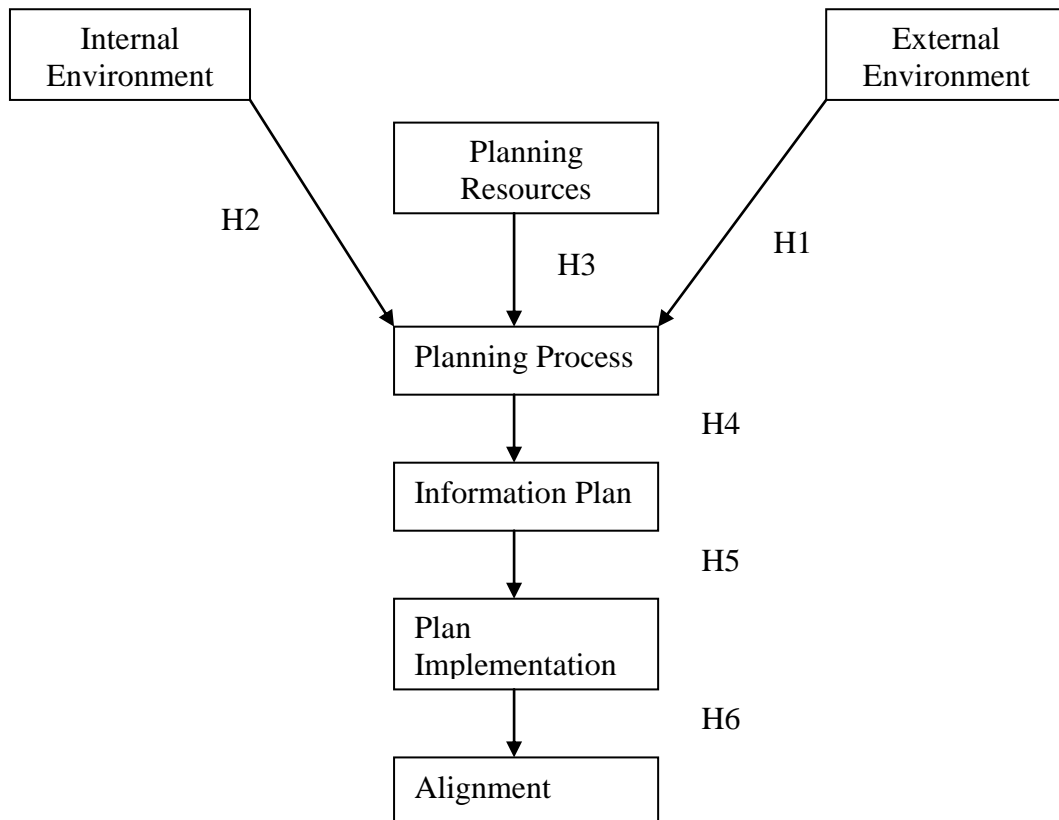 Internal
Environment
External
Environment
Planning
Resources
H2
H1
H3
Planning Process
H4
Information Plan
H5
Plan
Implementation
H6
Alignment